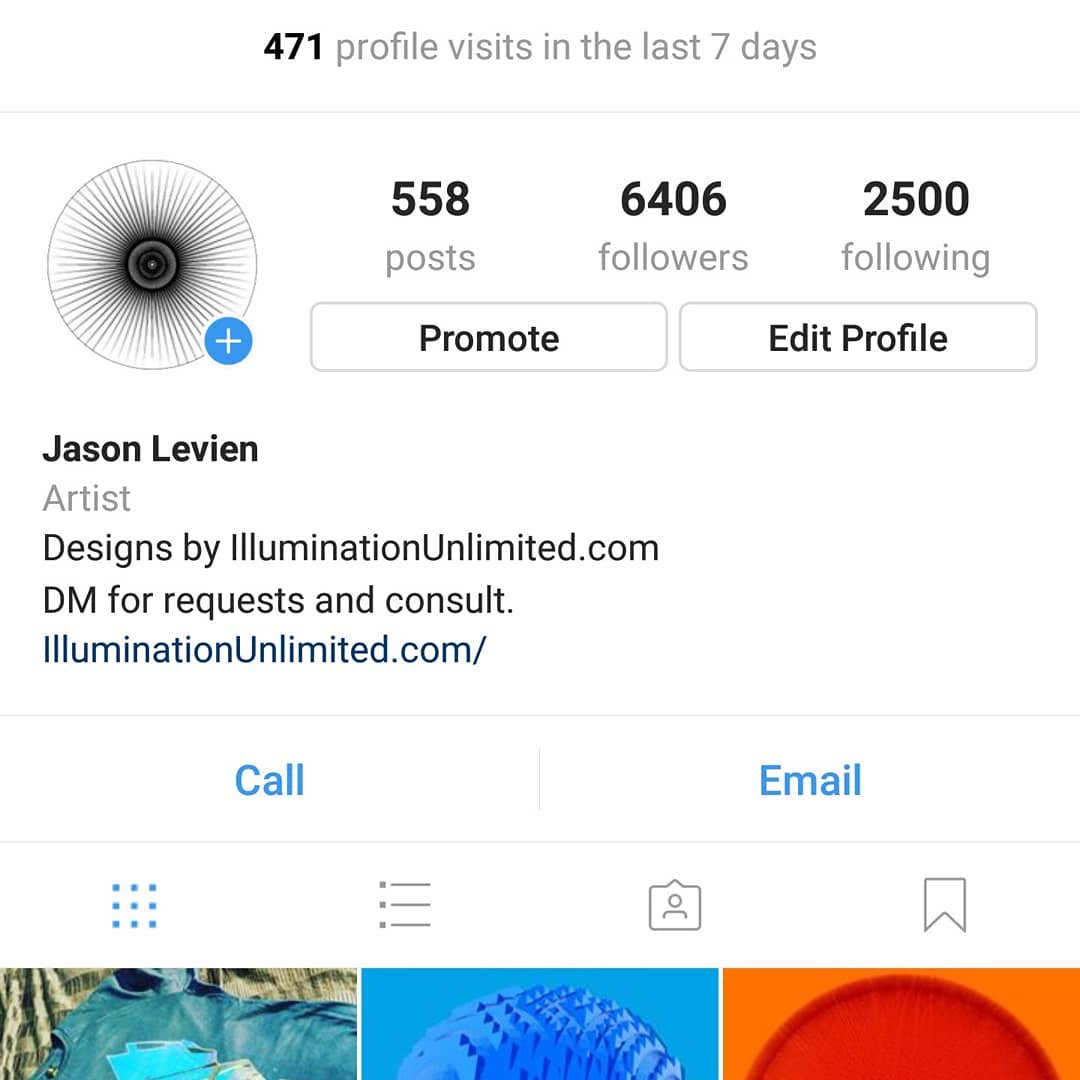 471 profile visits in the last 7 days
558 6406 2500
posts followers following
Promote Edit Profile
Jason Levien
Artist
Designs by IlluminationUnlimited.com
DM for requests and consult.
IlluminationUnlimited.com/
Call Email